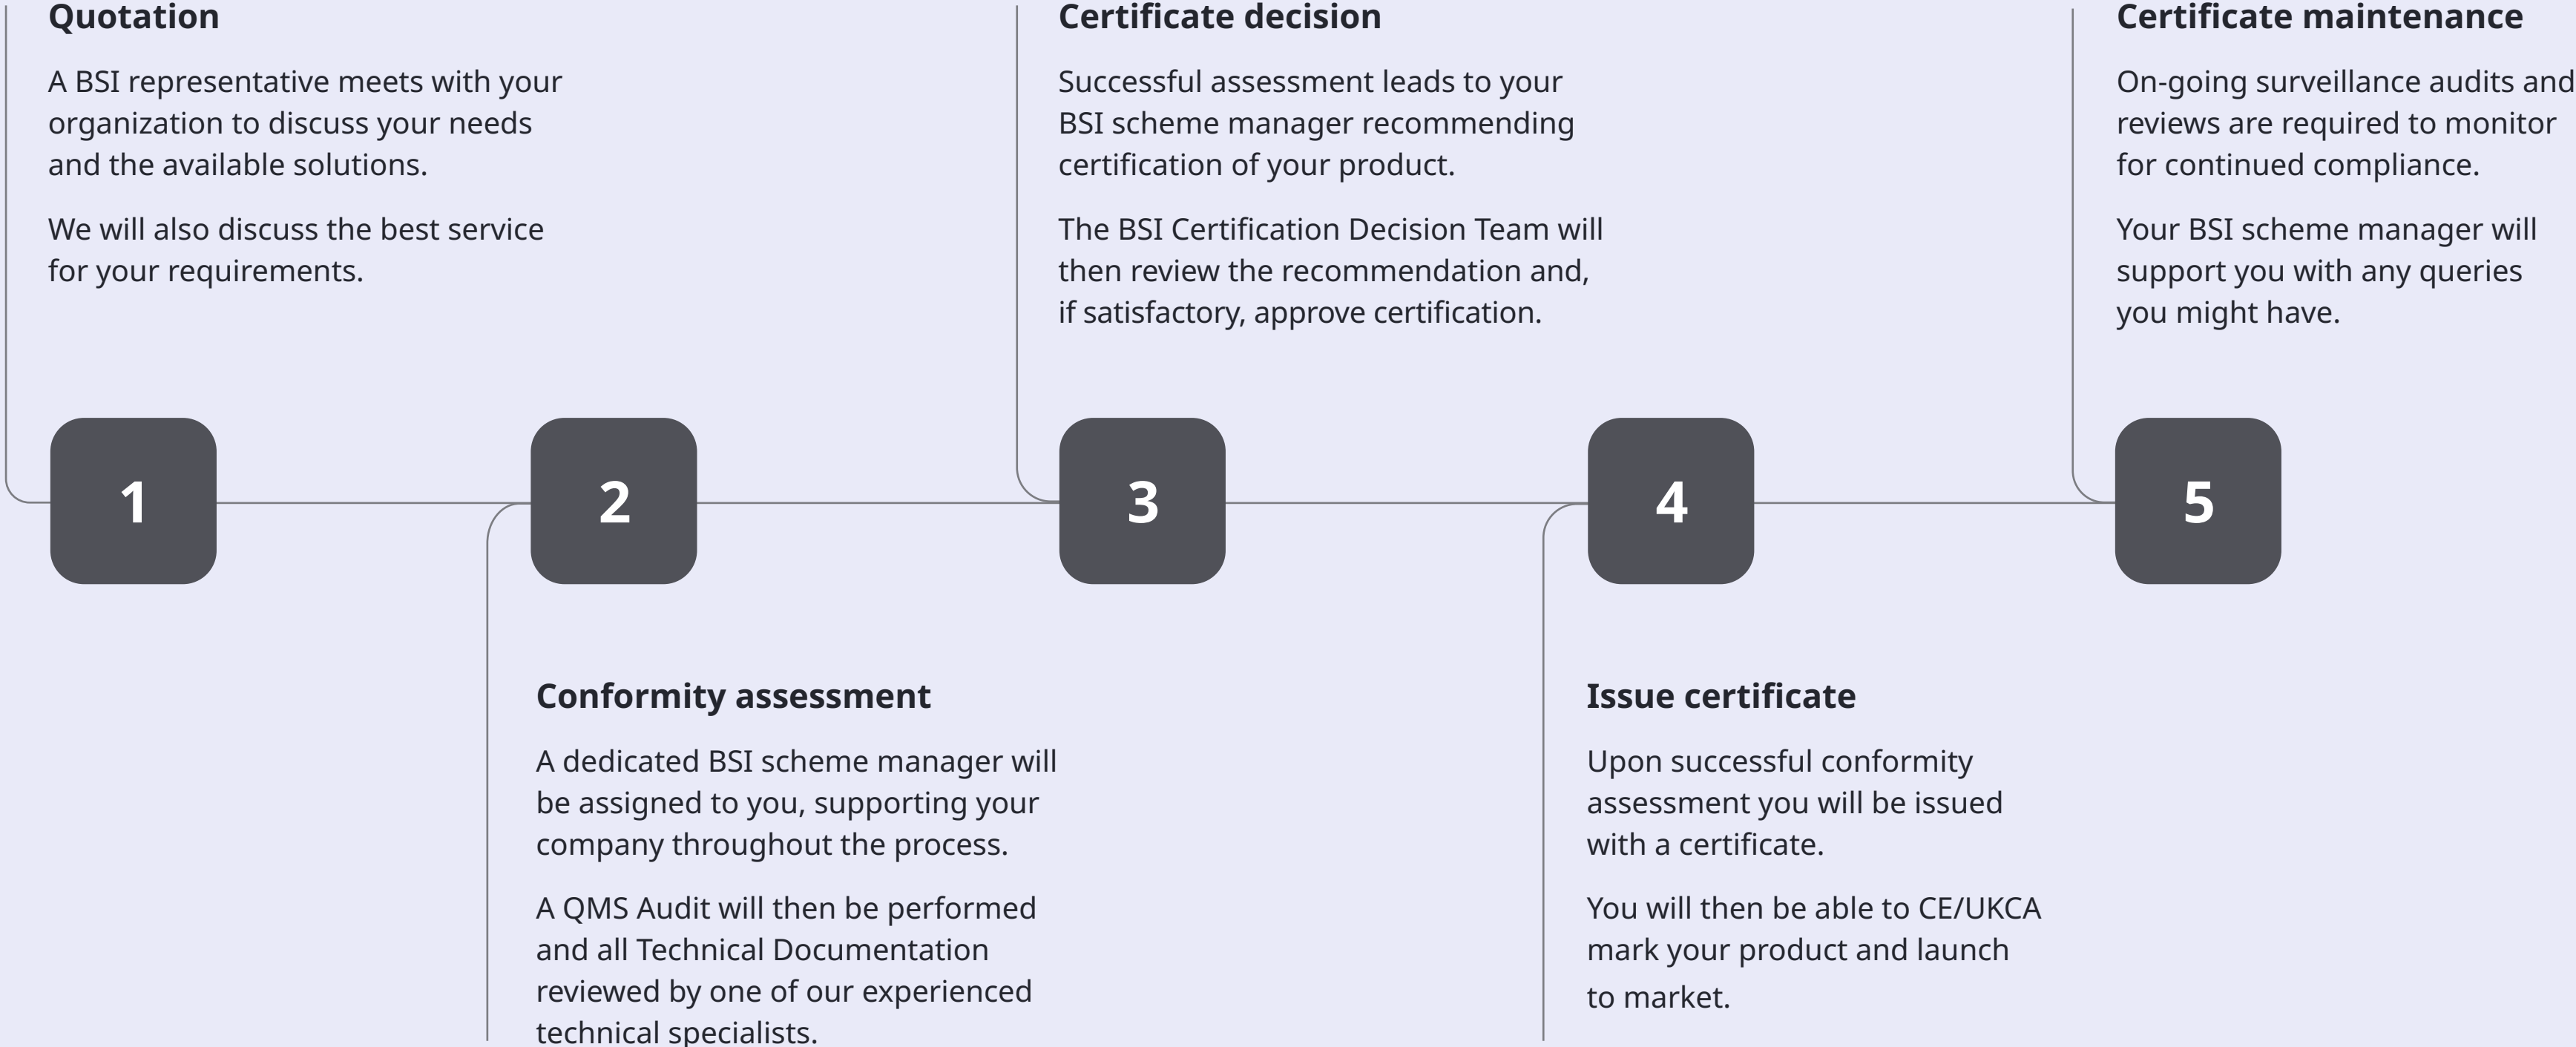 Quotation
A BSI representative meets with your
organization to discuss your needs
and the available solutions.
We will also discuss the best service
for your requirements.
Certificate decision
Successful assessment leads to your
BSI scheme manager recommending
certification of your product.
The BSI Certification Decision Team will
then review the recommendation and,
if satisfactory, approve certification.
Certificate maintenance
On-going surveillance audits and
reviews are required to monitor
for continued compliance.
Your BSI scheme manager will
support you with any queries
you might have.
1
2
3
4
5
Conformity assessment
A dedicated BSI scheme manager will
be assigned to you, supporting your
company throughout the process.
A QMS Audit will then be performed
and all Technical Documentation
reviewed by one of our experienced
technical specialists.
Issue certificate
Upon successful conformity
assessment you will be issued
with a certificate.
You will then be able to CE/UKCA
mark your product and launch
to market.